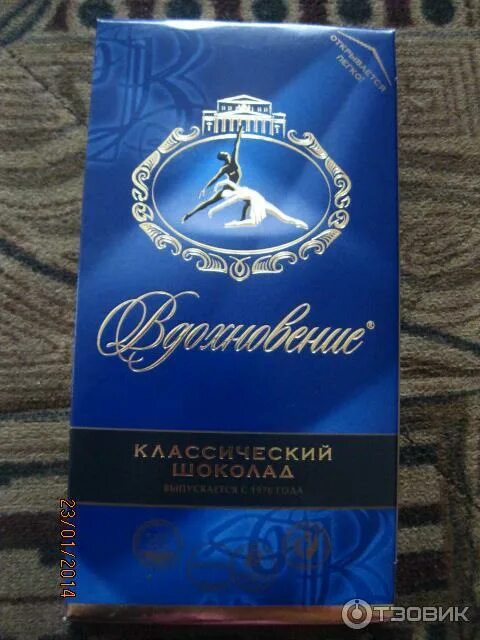 ОТКРЫВАЕТСЯ
ЛЕГКО!
Вдохновение®
КЛАССИЧЕСКИЙ
ШОКОЛАД
ВЫПУСКАЕТСЯ С 1976 ГОДА
23/01/2014
ОТЗОВИК